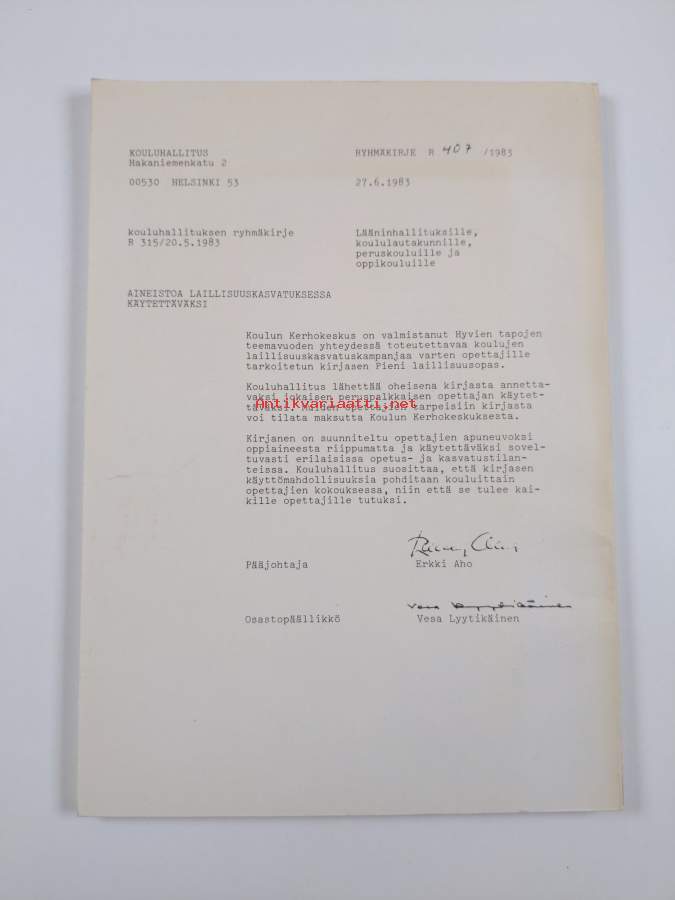 KOULUHALLITUS
Hakaniemenkatu 2
00530 HELSINKI 53
RYHMÄKIRJE R 407 /1983
27.6.1983
kouluhallituksen ryhmäkirje
R 315/20.5.1983
Lääninhallituksille,
koululautakunnille,
peruskouluille ja
oppikouluille
AINEISTOA LAILLISUUSKASVATUKSESSA
KÄYTETTÄVÄKSI
Koulun Kerhokeskus on valmistanut Hyvien tapojen
teemavuoden yhteydessä toteutettavaa koulujen
laillisuuskasvatuskampanjaa varten opettajille
tarkoitetun kirjasen Pieni laillisuusopas.
Kouluhallitus lähettää oheisena kirjasta annetta-
vaksi jokaisen peruspalkkaisen opettajan käytet-
Antikvariaatti.net
täväksi. Muiden opettajien tarpeisiin kirjasta
voi tilata maksutta Koulun Kerhokeskuksesta.
Kirjanen on suunniteltu opettajien apuneuvoksi
oppiaineesta riippumatta ja käytettäväksi sovel-
tuvasti erilaisissa opetus- ja kasvatustilan-
teissa. Kouluhallitus suosittaa, että kirjasen
käyttömahdollisuuksia pohditaan kouluittain
opettajien kokouksessa, niin että se tulee kai-
kille opettajille tutuksi.
Pääjohtaja
Erkki Aho
Osastopäällikkö
Vesa Lyytikäinen